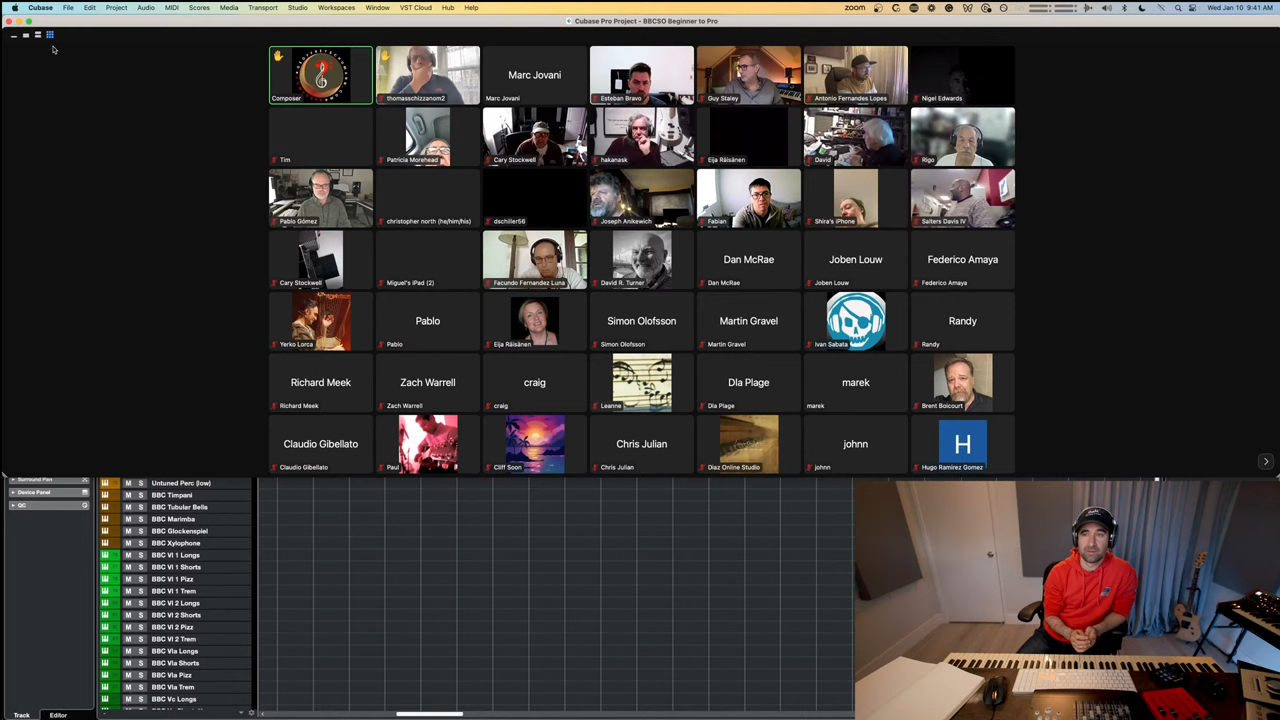 Cubase File Edit Project Audio MIDI Scores Media Transport Studio Workspaces Window VST Cloud Hub Help
zoom
Wed Jan 10 9:41 AM
Cubase Pro Project - BBCSO Beginner to Pro
Composer
thomasschizzanom2
Marc Jovani
Marc Jovani
Esteban Bravo
Guy Staley
Antonio Fernandes Lopes
Nigel Edwards
Tim
Patricia Morehead
Cary Stockwell
hakanask
Eija Räisänen
David
Rigo
Pablo Gómez
christopher north (he/him/his)
dschiller56
Joseph Anikewich
Fabian
Shira's iPhone
Salters Davis IV
Cary Stockwell
Miguel's iPad (2)
Facundo Fernandez Luna
David R. Turner
Dan McRae
Dan McRae
Joben Louw
Joben Louw
Federico Amaya
Federico Amaya
Yerko Lorca
Pablo
Pablo
Eija Räisänen
Simon Olofsson
Simon Olofsson
Martin Gravel
Martin Gravel
Ivan Sabata
Randy
Randy
Richard Meek
Richard Meek
Zach Warrell
Zach Warrell
craig
craig
Leanne
Dla Plage
Dla Plage
marek
marek
Brent Boicourt
Claudio Gibellato
Claudio Gibellato
Paul
Cliff Soon
Chris Julian
Chris Julian
Diaz Online Studio
johnn
johnn
H
Hugo Ramirez Gomez
Surround Pan
Device Panel
QC
Untuned Perc (low)
M S BBC Timpani
M S BBC Tubular Bells
M S BBC Marimba
M S BBC Glockenspiel
M S BBC Xylophone
M S BBC Vl 1 Longs
M S BBC Vl 1 Shorts
M S BBC Vl 1 Pizz
M S BBC Vl 1 Trem
M S BBC Vl 2 Longs
M S BBC Vl 2 Shorts
M S BBC Vl 2 Pizz
M S BBC Vl 2 Trem
M S BBC Vla Longs
M S BBC Vla Shorts
M S BBC Vla Pizz
M S BBC Vla Trem
M S BBC Vc Longs
Track Editor